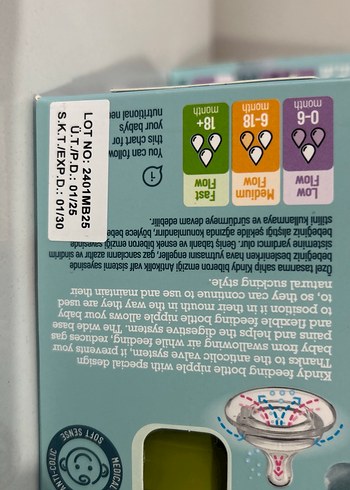 MEDICAL
SOFT SENSE
ANTI-COLIC
Kindy feeding bottle nipple with special design
Thanks to the anticolic valve system, it prevents your
baby from swallowing air while feeding, reduces gas
pains and helps the digestive system. The wide base
and flexible feeding bottle nipple allows your baby
to position it in their mouth in the way they are used
to, so they can continue to use and maintain their
natural sucking style.
Özel tasarıma sahip Kindy biberon emziği Antikolik valf sistemi sayesinde
bebeğinizi beslenirken hava yutmasını engeller, gaz sancılarını azaltır ve sindirim
sistemine yardımcı olur. Geniş tabanlı ve esnek biberon emziği sayesinde
bebeğiniz alıştığı şekilde ağzında konumlandırır, böylece bebeğ
stilini kullanmaya ve sürdürmeye devam edebilir.
Low
Flow
0-6
month
Medium
Flow
6-18
month
Fast
Flow
18+
month
You can follow
this chart for
your baby's
nutritional
LOT NO.: 2401MB25
Ü.T./P.D.: 01/25
S.K.T./EXP.D.: 01/30